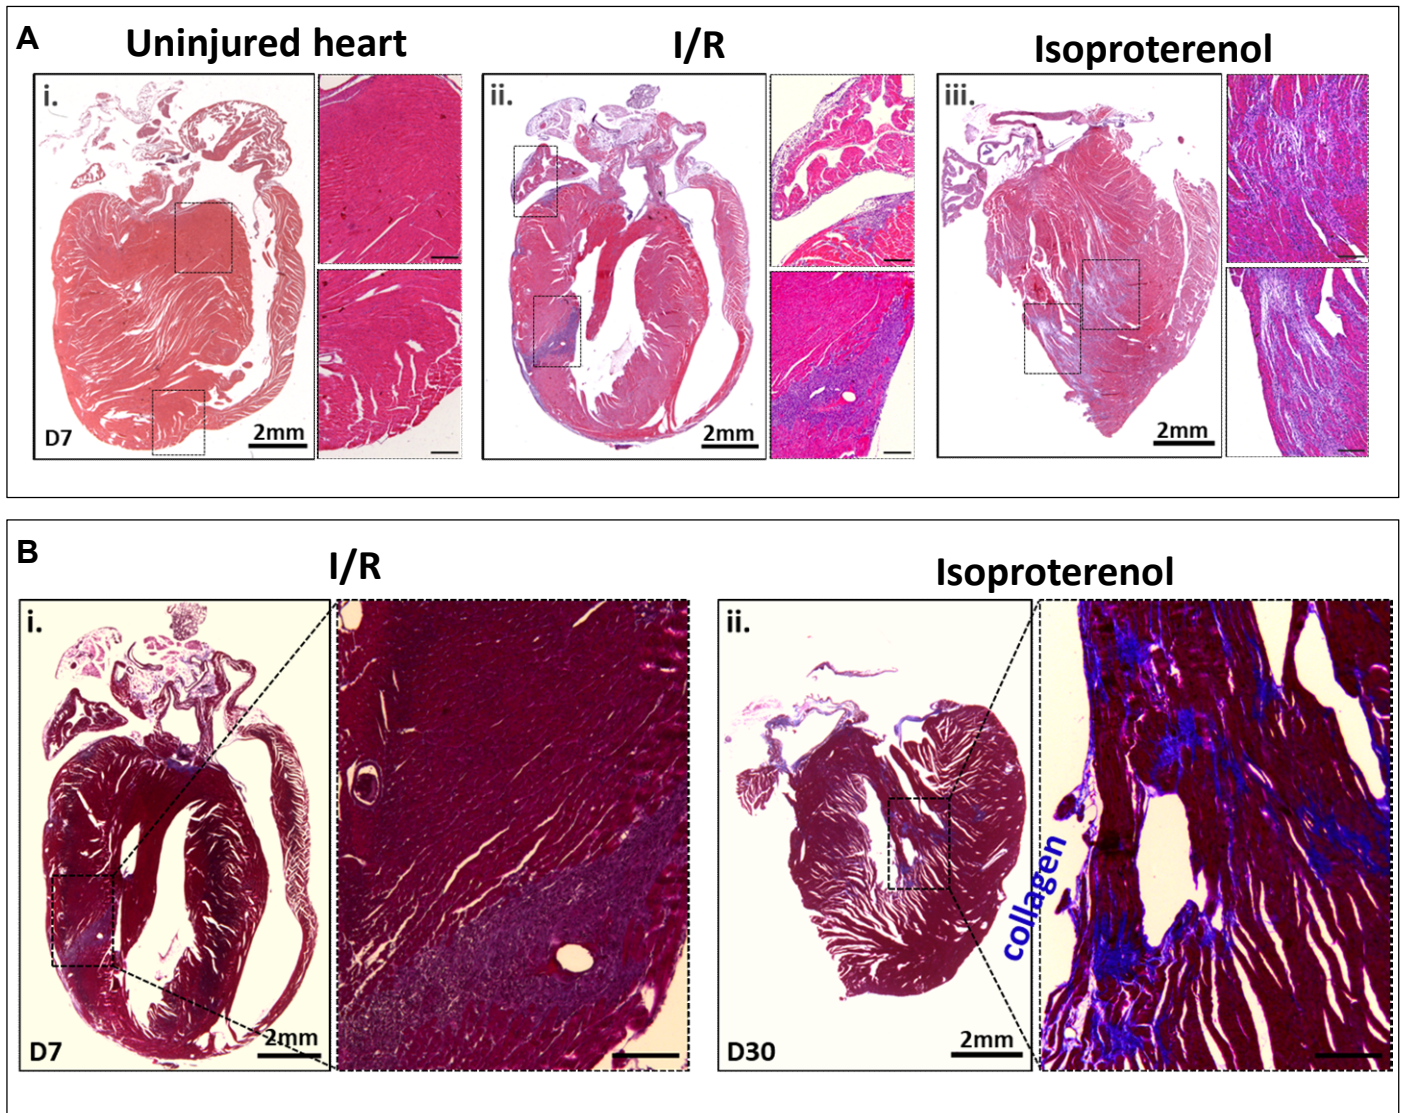 A
Uninjured heart
I/R
Isoproterenol
i.
ii.
iii.
D7
2mm
2mm
2mm
B
I/R
Isoproterenol
i.
ii.
collagen
D7
2mm
D30
2mm